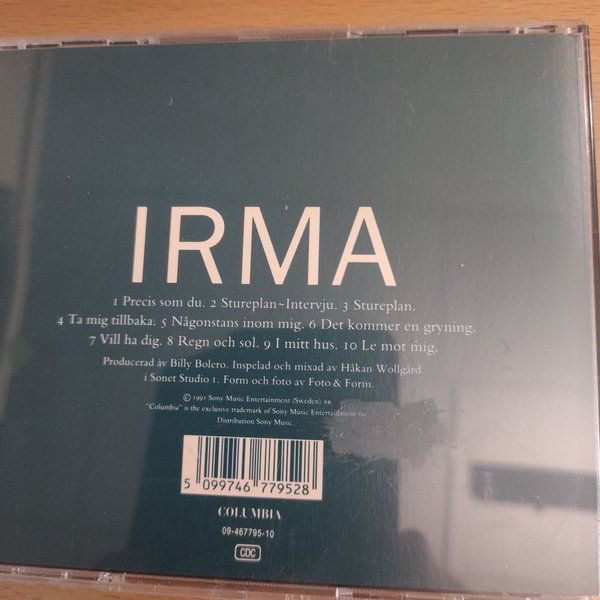 IRMA
1 Precis som du. 2 Stureplan~Intervju. 3 Stureplan.
4 Ta mig tillbaka. 5 Någonstans inom mig. 6 Det kommer en gryning.
7 Vill ha dig. 8 Regn och sol. 9 I mitt hus. 10 Le mot mig.
Producerad av Billy Bolero. Inspelad och mixad av Håkan Wollgård
i Sonet Studio 1. Form och foto av Foto & Form.
© 1991 Sony Music Entertainment (Sweden) AB
"Columbia" is the exclusive trademark of Sony Music Entertainment
Distribution Sony Music.
5 099746 779528
COLUMBIA
09-467795-10
CDC